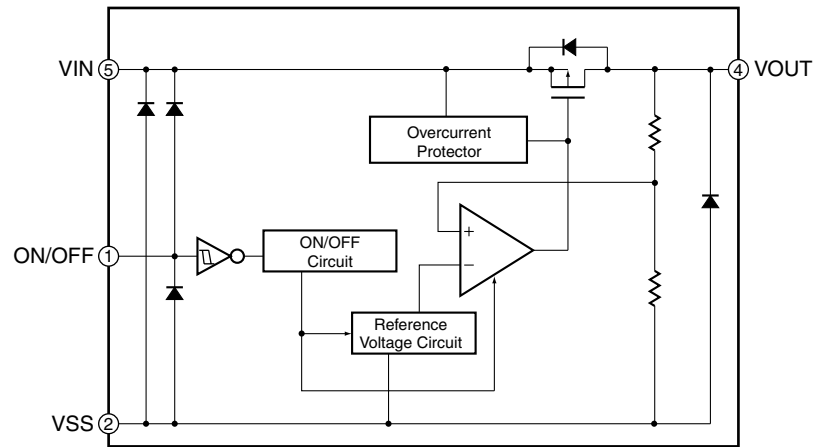 VIN
5
4
VOUT
Overcurrent
Protector
+
−
ON/OFF
1
ON/OFF
Circuit
Reference
Voltage Circuit
VSS
2